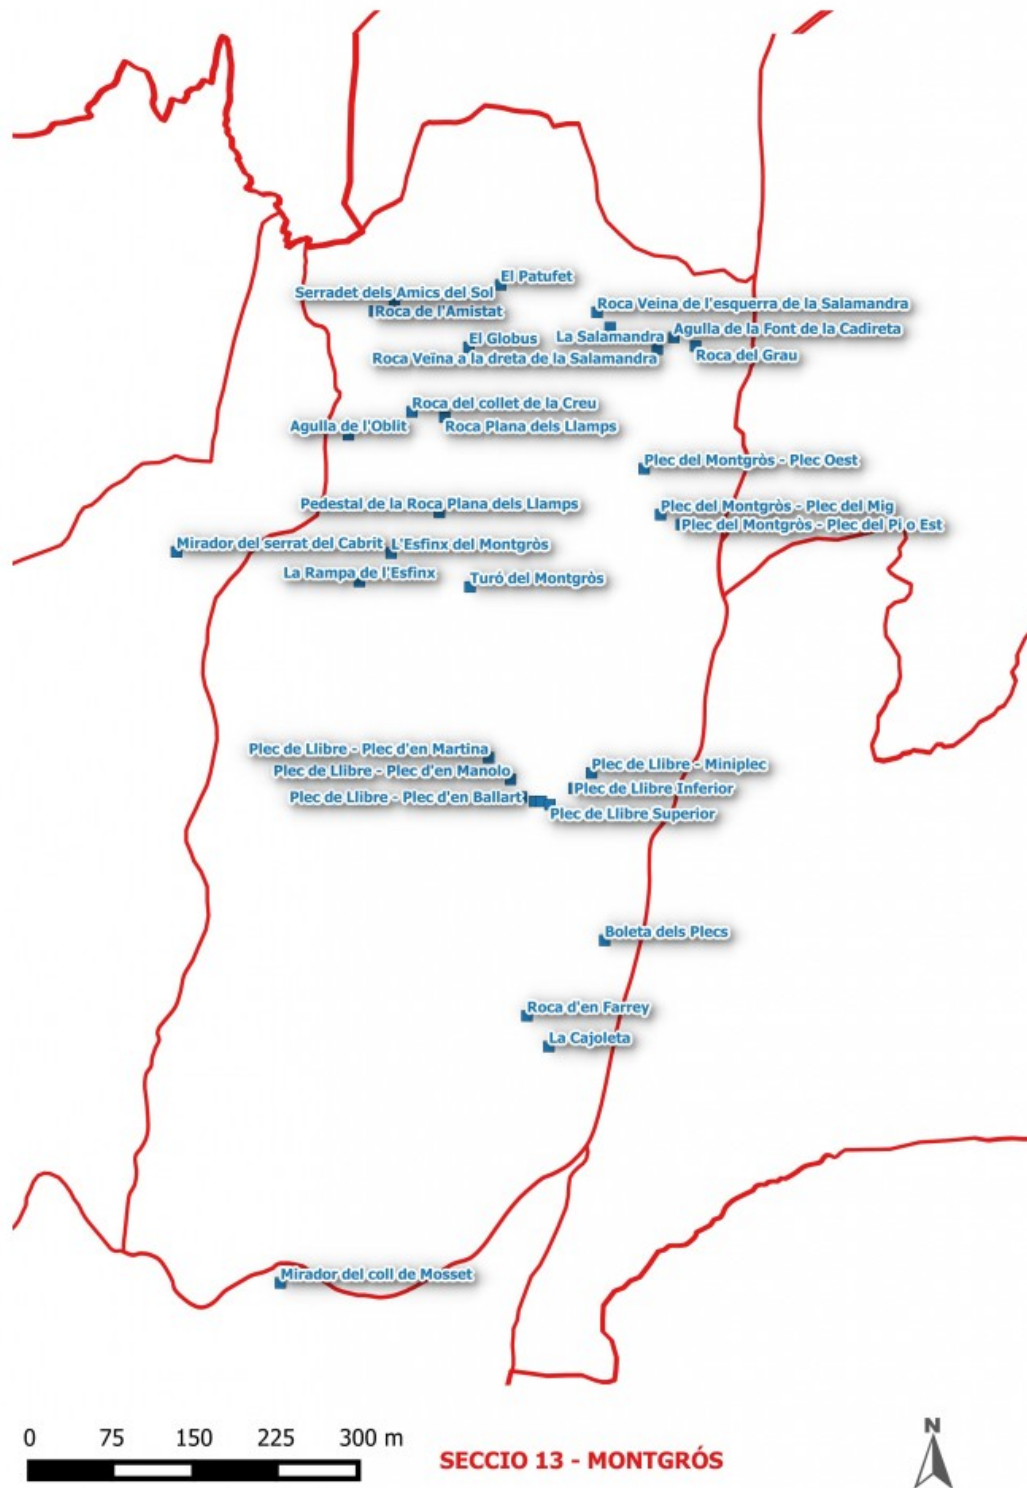 El Patufet
Serradet dels Amics del Sol
Roca Veina de l'esquerra de la Salamandra
Roca de l'Amistat
Agulla de la Font de la Cadireta
La Salamandra
El Globus
Roca Veïna a la dreta de la Salamandra
Roca del Grau
Roca del collet de la Creu
Agulla de l'Oblit
Roca Plana dels Llamps
Plec del Montgròs - Plec Oest
Pedestal de la Roca Plana dels Llamps
Plec del Montgròs - Plec del Mig
Plec del Montgròs - Plec del Pi o Est
Mirador del serrat del Cabrit
L'Esfinx del Montgròs
La Rampa de l'Esfinx
Turó del Montgròs
Plec de Llibre - Plec d'en Martina
Plec de Llibre - Miniplec
Plec de Llibre - Plec d'en Manolo
Plec de Llibre Inferior
Plec de Llibre - Plec d'en Ballart
Plec de Llibre Superior
Boleta dels Plecs
Roca d'en Farrey
La Cajoleta
Mirador del coll de Mosset
0 75 150 225 300 m
SECCIO 13 - MONTGRÓS
N